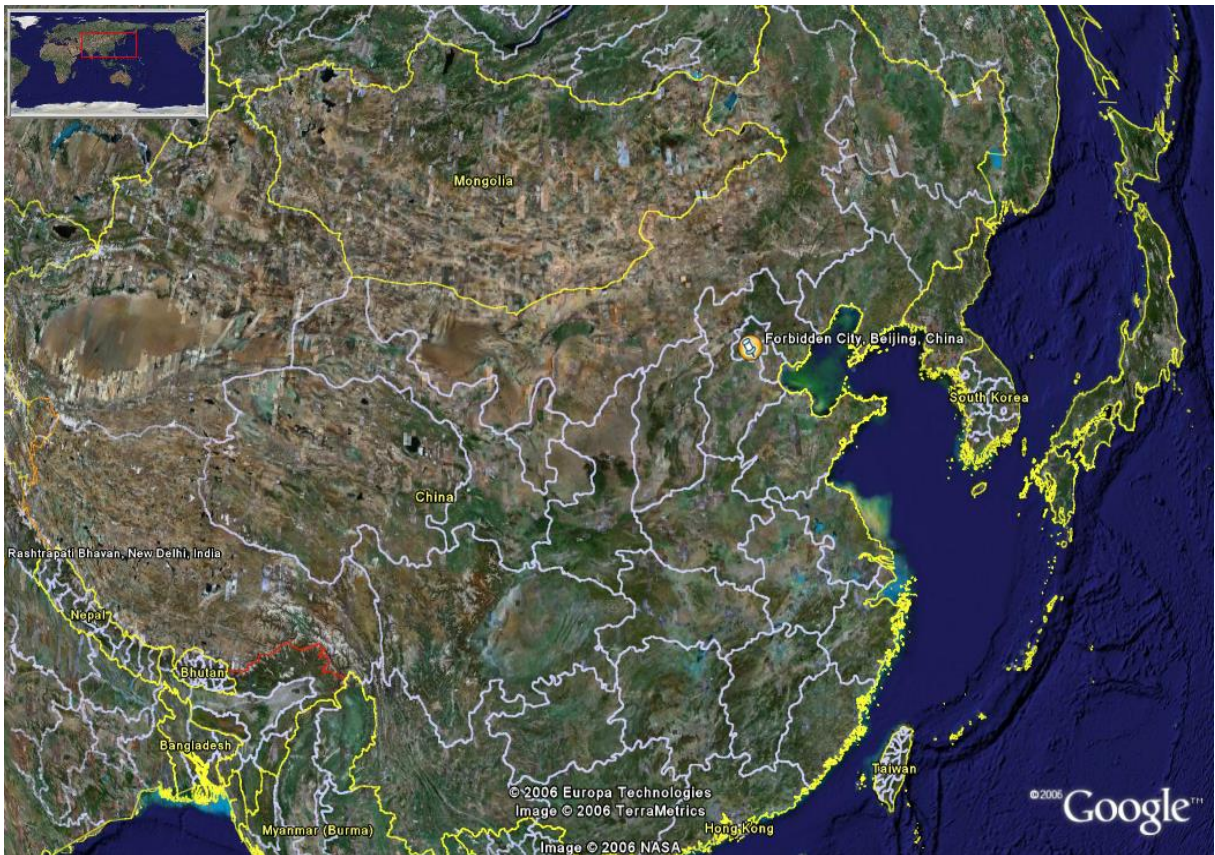 Mongolia
Forbidden City, Beijing, China
South Korea
China
Rashtrapati Bhavan, New Delhi, India
Nepal
Bhutan
Bangladesh
Taiwan
© 2006 Europa Technologies
Image © 2006 TerraMetrics
©2006 Google™
Myanmar (Burma)
Hong Kong
Image © 2006 NASA